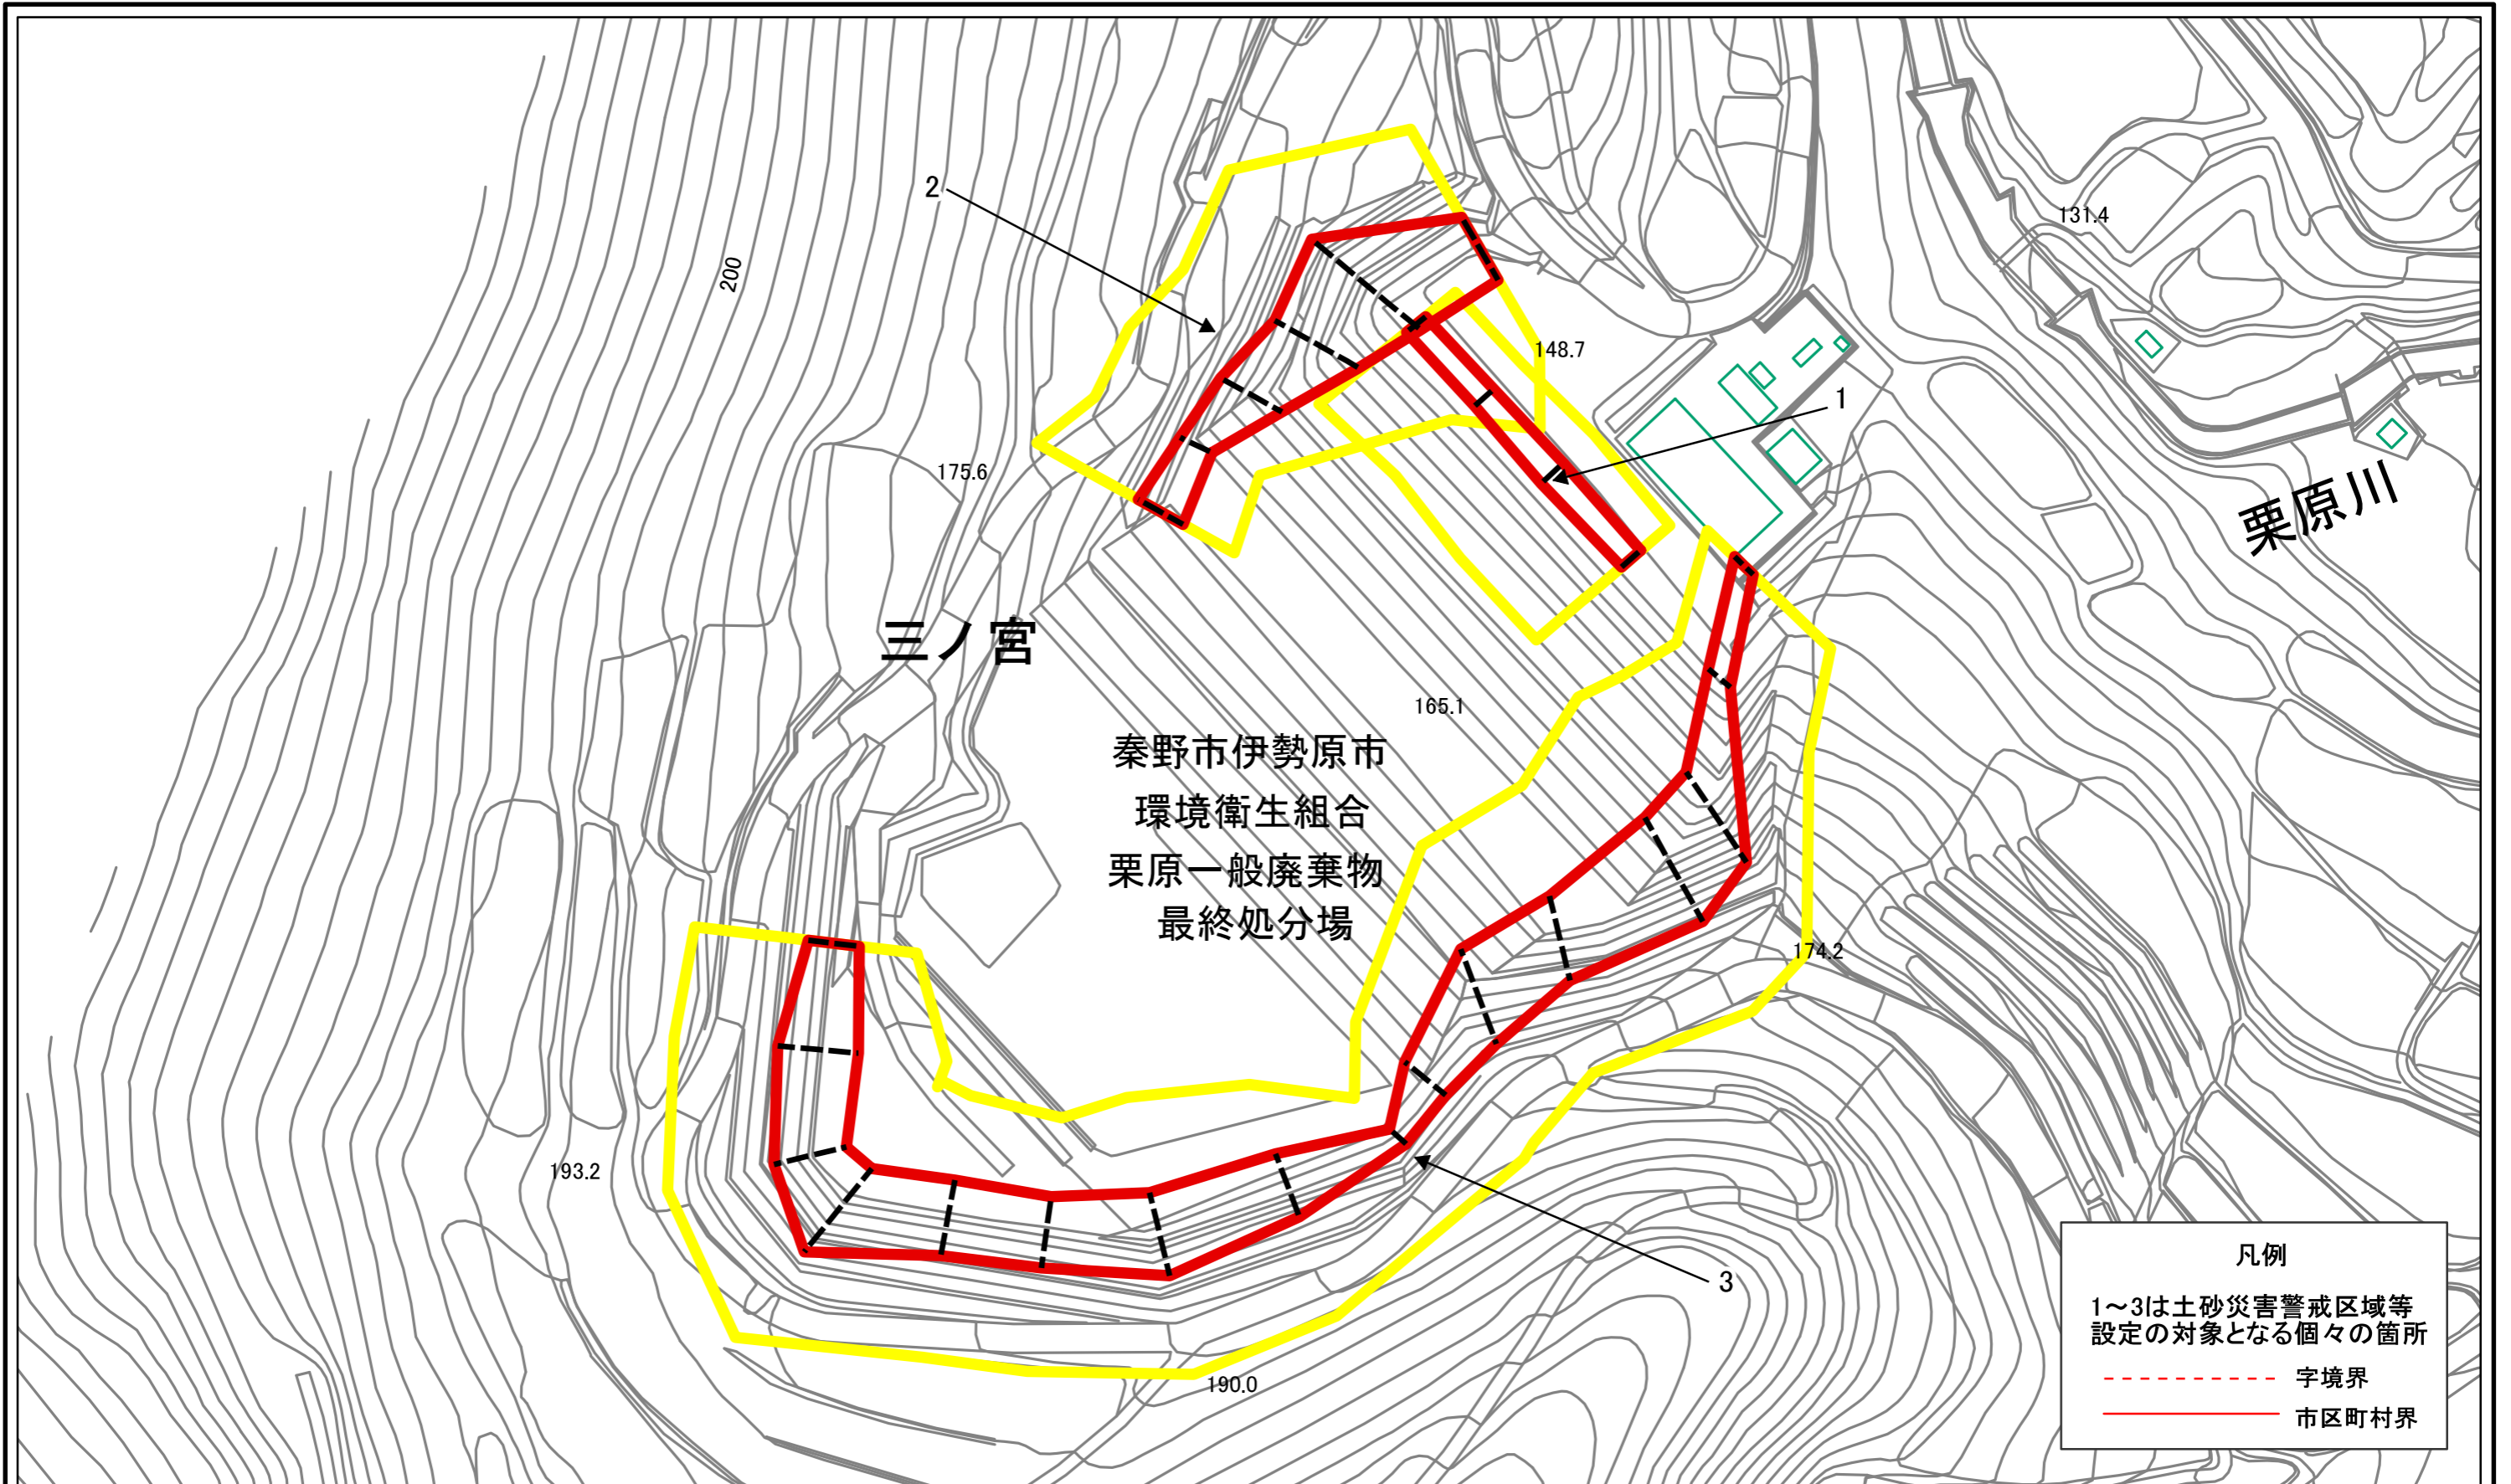 2
131.4
200
148.7
1
175.6
栗原川
三ノ宮
165.1
秦野市伊勢原市
環境衛生組合
栗原一般廃棄物
最終処分場
174.2
193.2
3
190.0
凡例
1～3は土砂災害警戒区域等
設定の対象となる個々の箇所
字境界
市区町村界